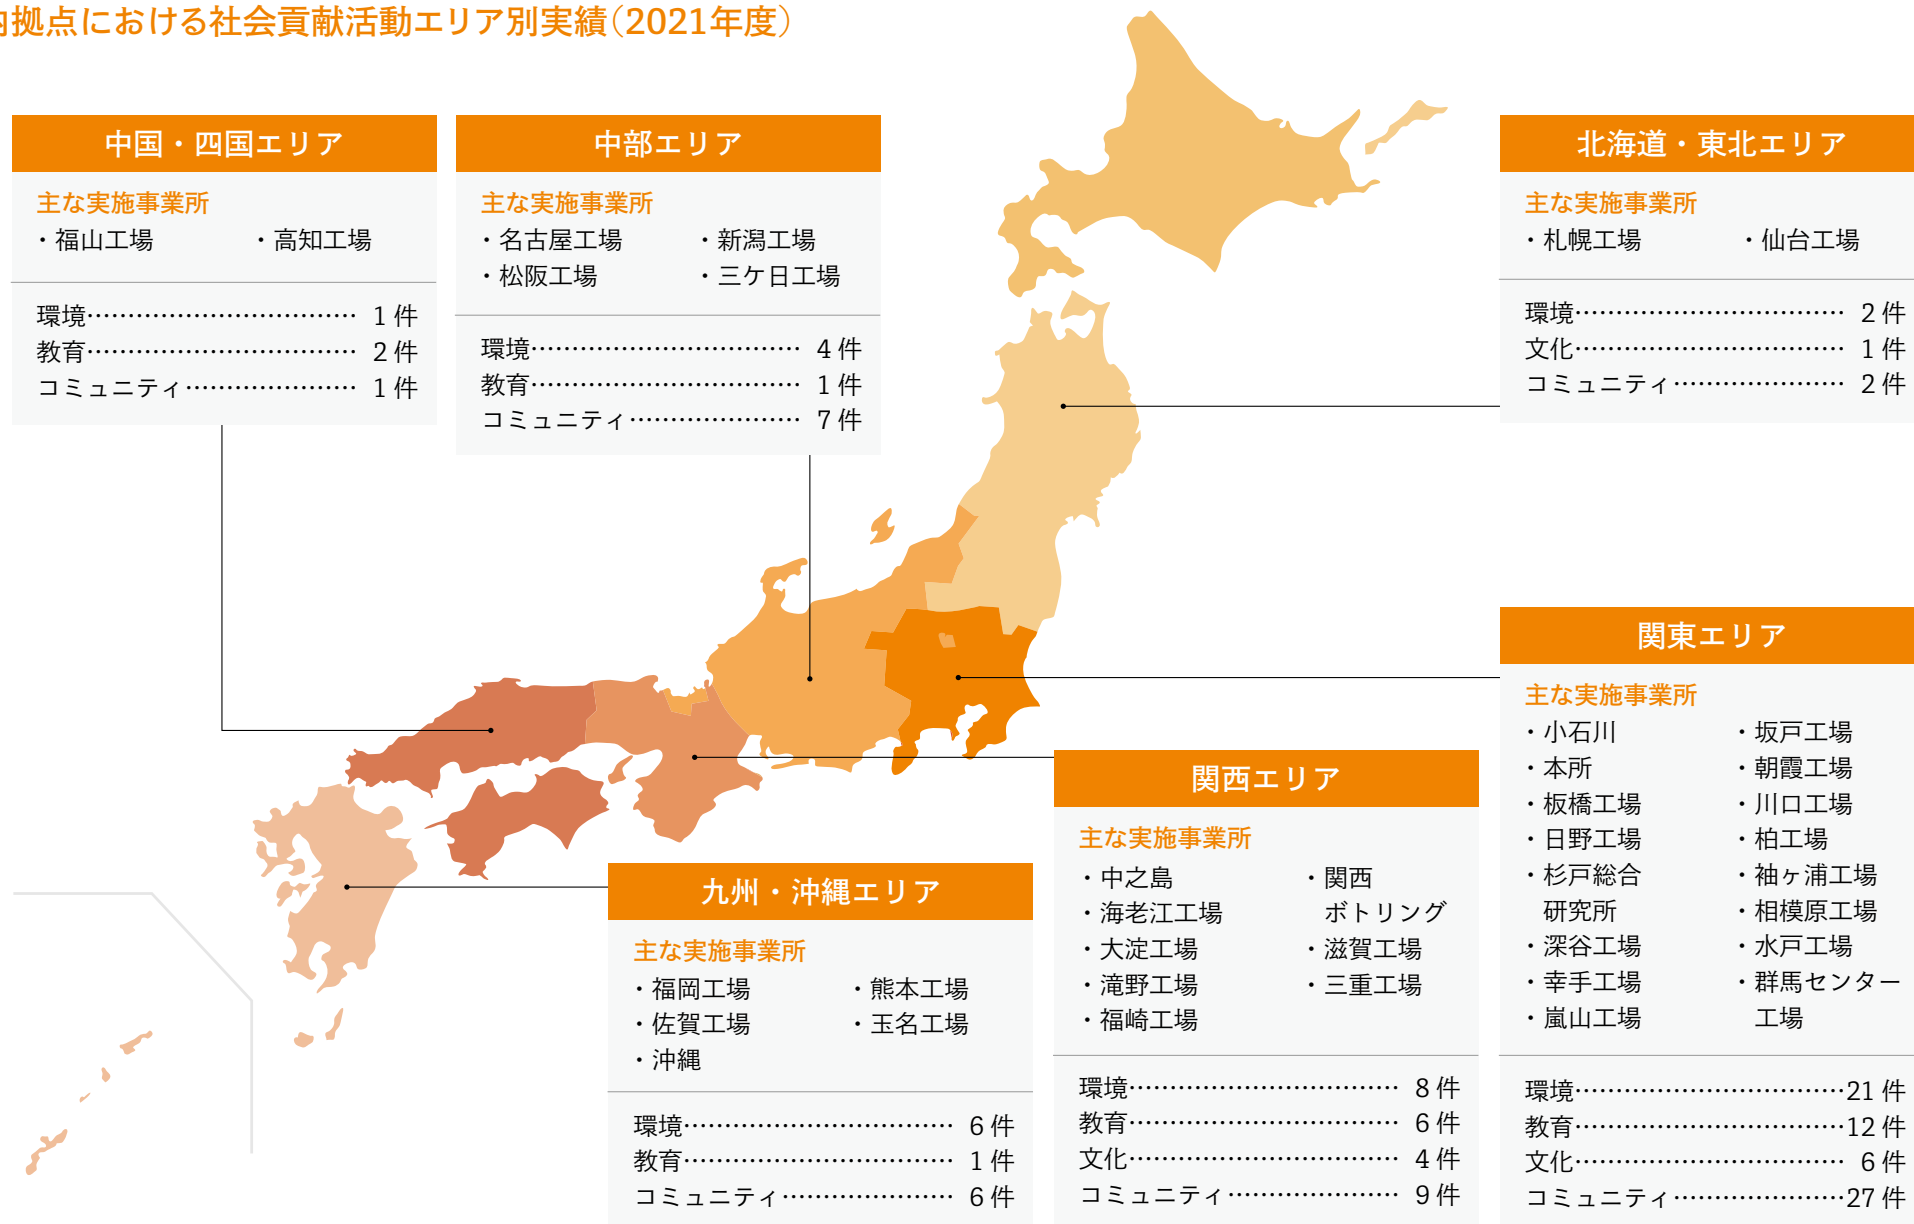 内拠点における社会貢献活動エリア別実績（2021年度）
中国・四国エリア
主な実施事業所
・福山工場
・高知工場
環境 1件
教育 2件
コミュニティ 1件
中部エリア
主な実施事業所
・名古屋工場
・新潟工場
・松阪工場
・三ケ日工場
環境 4件
教育 1件
コミュニティ 7件
北海道・東北エリア
主な実施事業所
・札幌工場
・仙台工場
環境 2件
文化 1件
コミュニティ 2件
関東エリア
主な実施事業所
・小石川
・本所
・板橋工場
・日野工場
・杉戸総合
研究所
・深谷工場
・幸手工場
・嵐山工場
・坂戸工場
・朝霞工場
・川口工場
・柏工場
・袖ヶ浦工場
・相模原工場
・水戸工場
・群馬センター
工場
環境 21件
教育 12件
文化 6件
コミュニティ 27件
関西エリア
主な実施事業所
・中之島
・海老江工場
・大淀工場
・滝野工場
・福崎工場
・関西
ボトリング
・滋賀工場
・三重工場
環境 8件
教育 6件
文化 4件
コミュニティ 9件
九州・沖縄エリア
主な実施事業所
・福岡工場
・熊本工場
・佐賀工場
・玉名工場
・沖縄
環境 6件
教育 1件
コミュニティ 6件